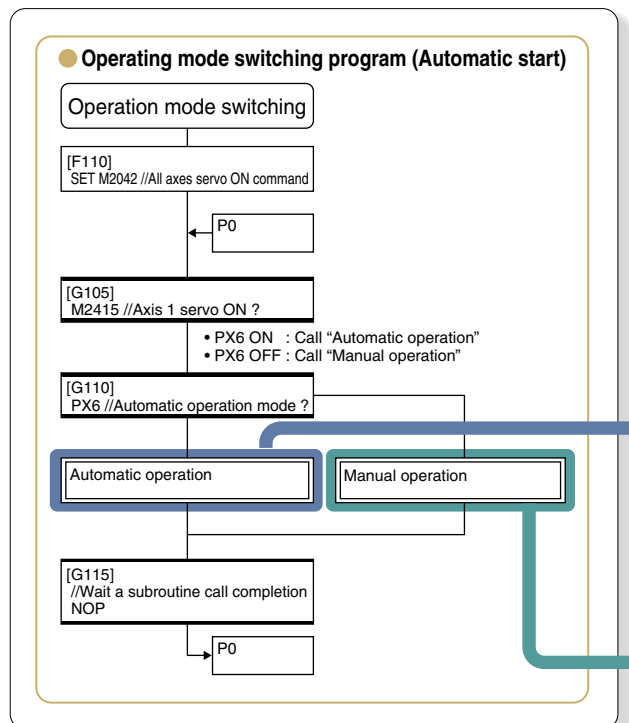 Operating mode switching program (Automatic start)
Operation mode switching
[F110]
SET M2042 //All axes servo ON command
P0
[G105]
M2415 //Axis 1 servo ON ?
• PX6 ON : Call “Automatic operation”
• PX6 OFF : Call “Manual operation”
[G110]
PX6 //Automatic operation mode ?
Automatic operation
Manual operation
[G115]
//Wait a subroutine call completion
NOP
P0